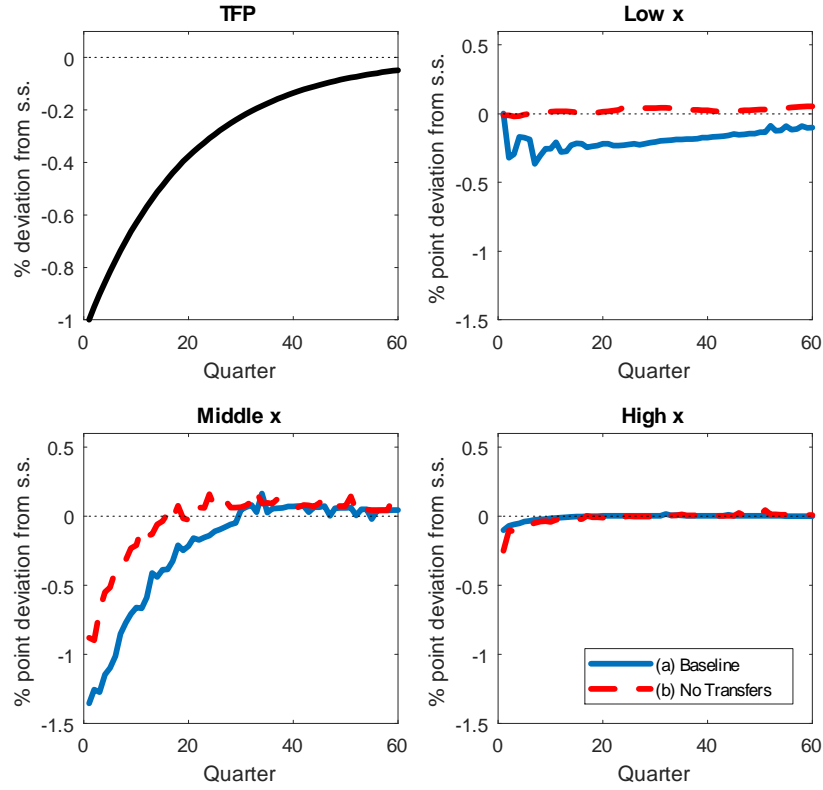 TFP
% deviation from s.s.
0
-0.2
-0.4
-0.6
-0.8
-1
0
20
40
60
Quarter
Low x
% point deviation from s.s.
0.5
0
-0.5
-1
-1.5
0
20
40
60
Quarter
Middle x
% point deviation from s.s.
0.5
0
-0.5
-1
-1.5
0
20
40
60
Quarter
High x
% point deviation from s.s.
0.5
0
-0.5
-1
-1.5
0
20
40
60
Quarter
(a) Baseline
(b) No Transfers